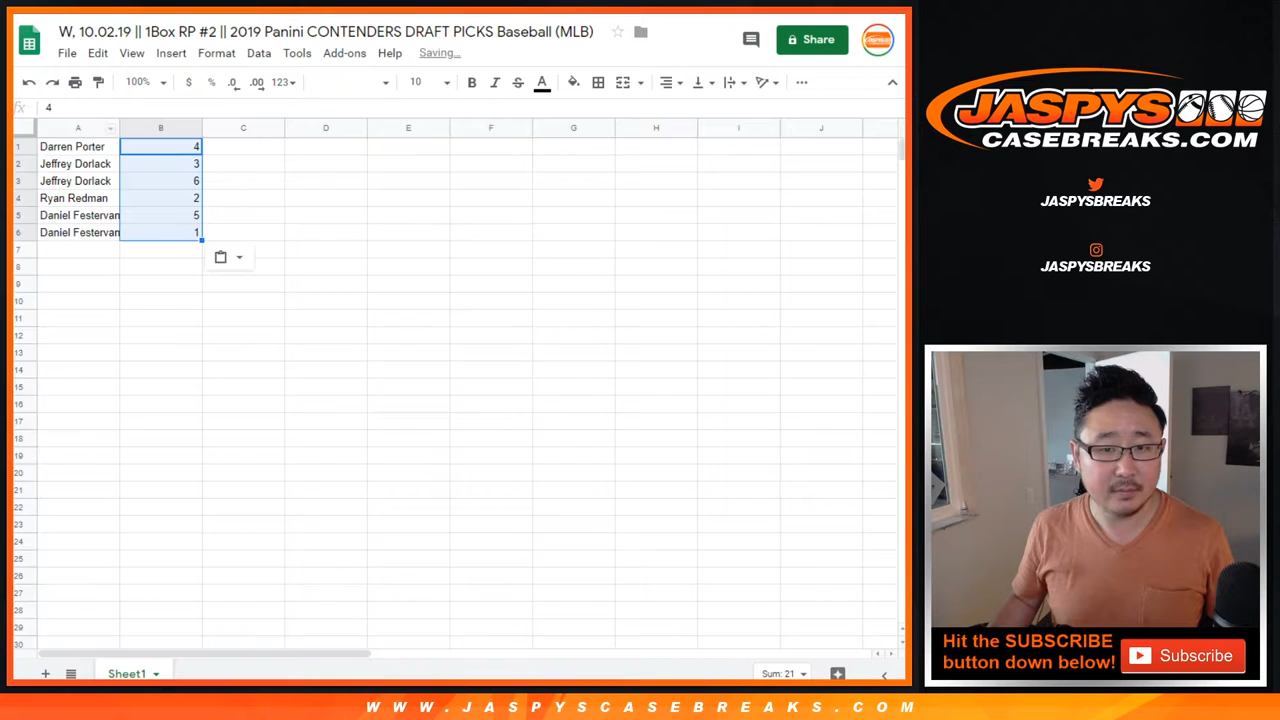 W, 10.02.19 || 1Box RP #2 || 2019 Panini CONTENDERS DRAFT PICKS Baseball (MLB)
File Edit View Insert Format Data Tools Add-ons Help Saving...
Share
100% $ % .0 .00 123 10 B I S A
fx 4
A B C D E F G H I J
1 Darren Porter 4
2 Jeffrey Dorlack 3
3 Jeffrey Dorlack 6
4 Ryan Redman 2
5 Daniel Festervan 5
6 Daniel Festervan 1
7
8
9
10
11
12
13
14
15
16
17
18
19
20
21
22
23
24
25
26
27
28
29
30
Sheet1
Sum: 21
JASPYS
CASEBREAKS.COM
JASPYSBREAKS
JASPYSBREAKS
Hit the SUBSCRIBE
button down below!
Subscribe
WWW.JASPYSCASEBREAKS.COM